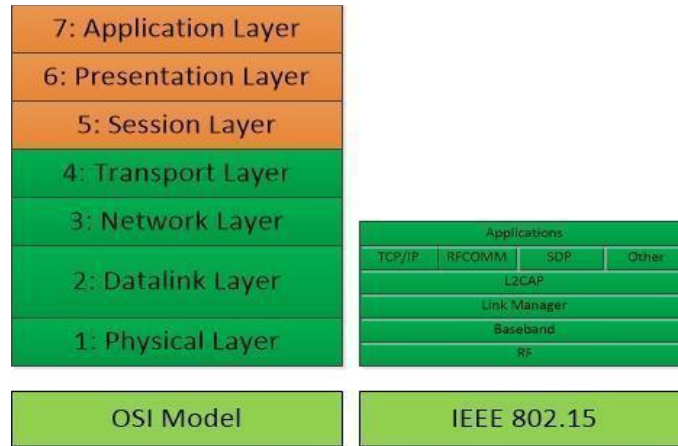 7: Application Layer
6: Presentation Layer
5: Session Layer
4: Transport Layer
3: Network Layer
2: Datalink Layer
1: Physical Layer
OSI Model
Applications
TCP/IP RFCOMM SDP Other
L2CAP
Link Manager
Baseband
RF
IEEE 802.15